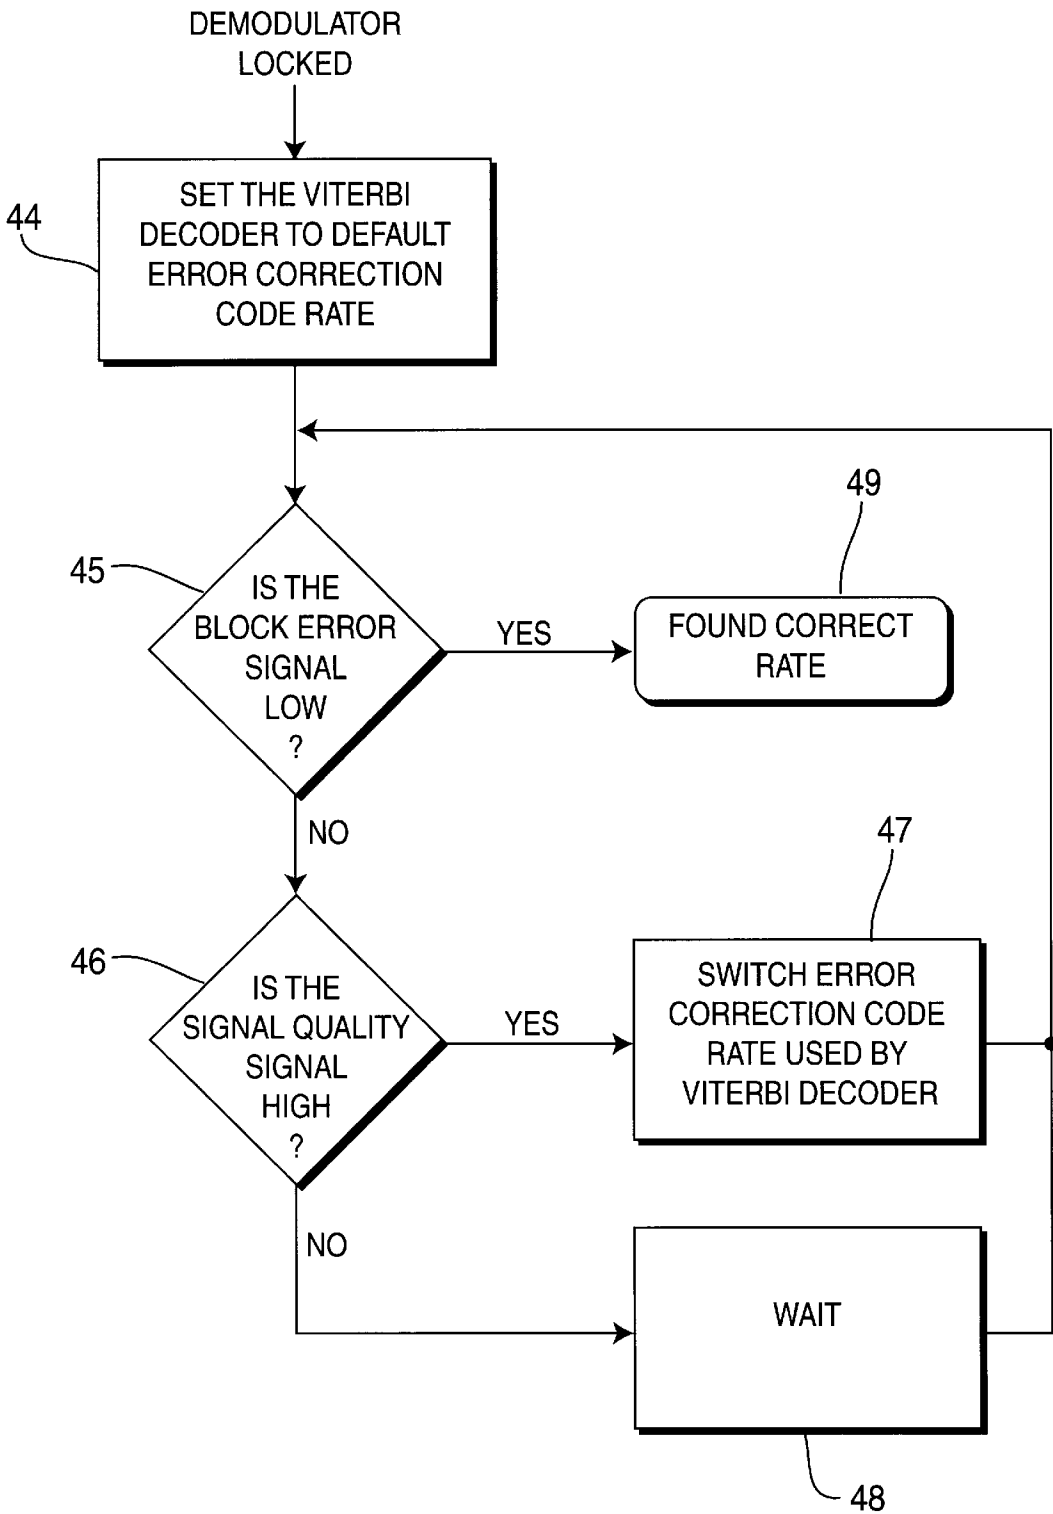 DEMODULATOR
LOCKED
44
SET THE VITERBI
DECODER TO DEFAULT
ERROR CORRECTION
CODE RATE
45
IS THE
BLOCK ERROR
SIGNAL
LOW
?
YES
49
FOUND CORRECT
RATE
NO
46
IS THE
SIGNAL QUALITY
SIGNAL
HIGH
?
YES
47
SWITCH ERROR
CORRECTION CODE
RATE USED BY
VITERBI DECODER
NO
WAIT
48